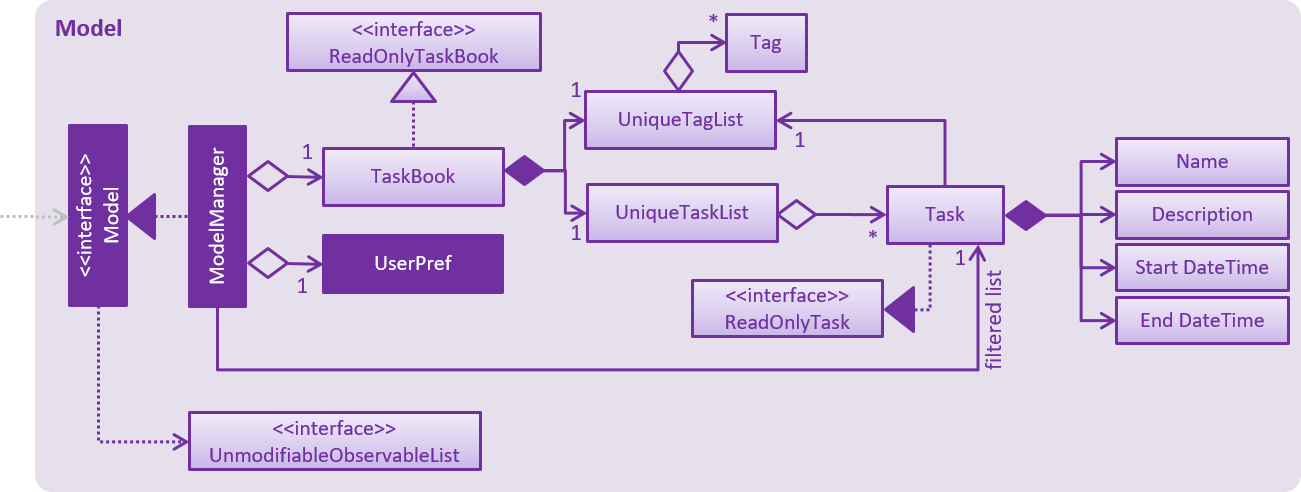 Model
<<interface>>
ReadOnlyTaskBook
*
Tag
1
UniqueTagList
1
<<interface>>
Model
ModelManager
1
TaskBook
UniqueTaskList
1
*
Task
1
Name
Description
Start DateTime
End DateTime
1
UserPref
<<interface>>
ReadOnlyTask
filtered list
<<interface>>
UnmodifiableObservableList